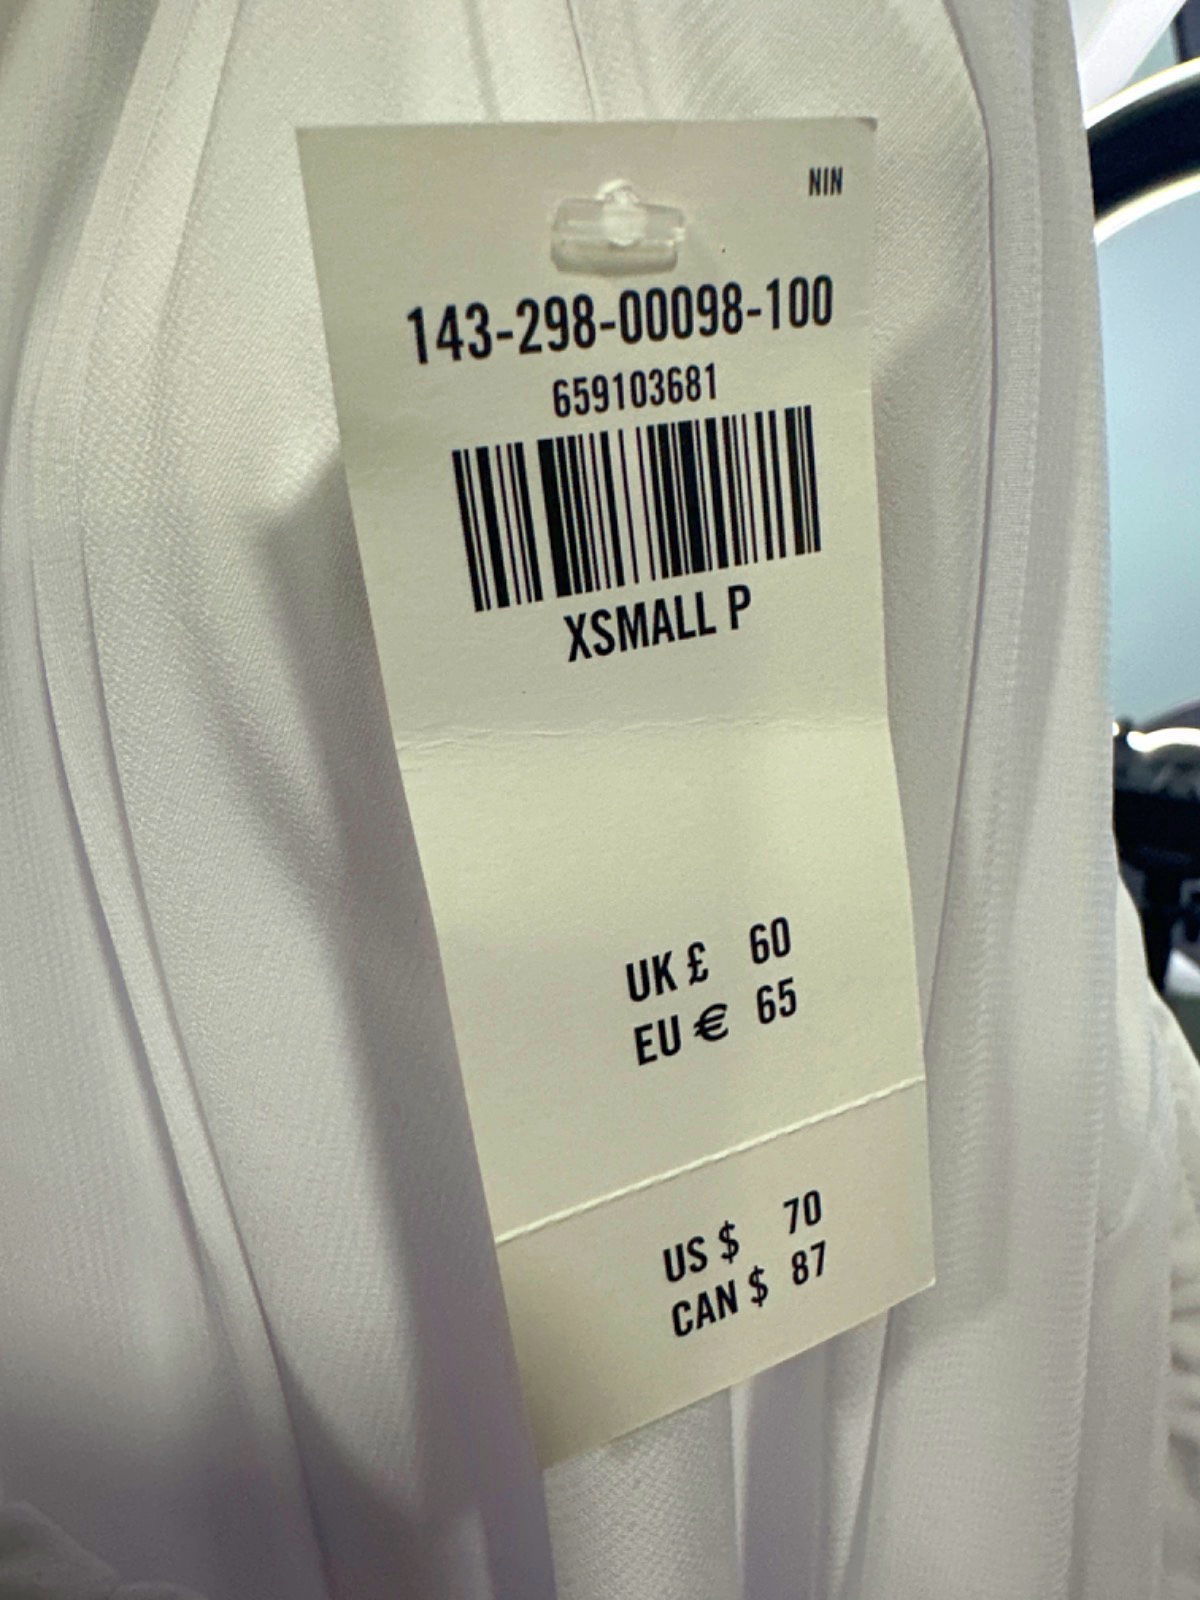 NIN
143-298-00098-100
659103681
XSMALL P
UK £ 60
EU € 65
US $ 70
CAN $ 87